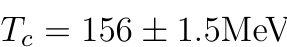 T_c = 156 ± 1.5MeV